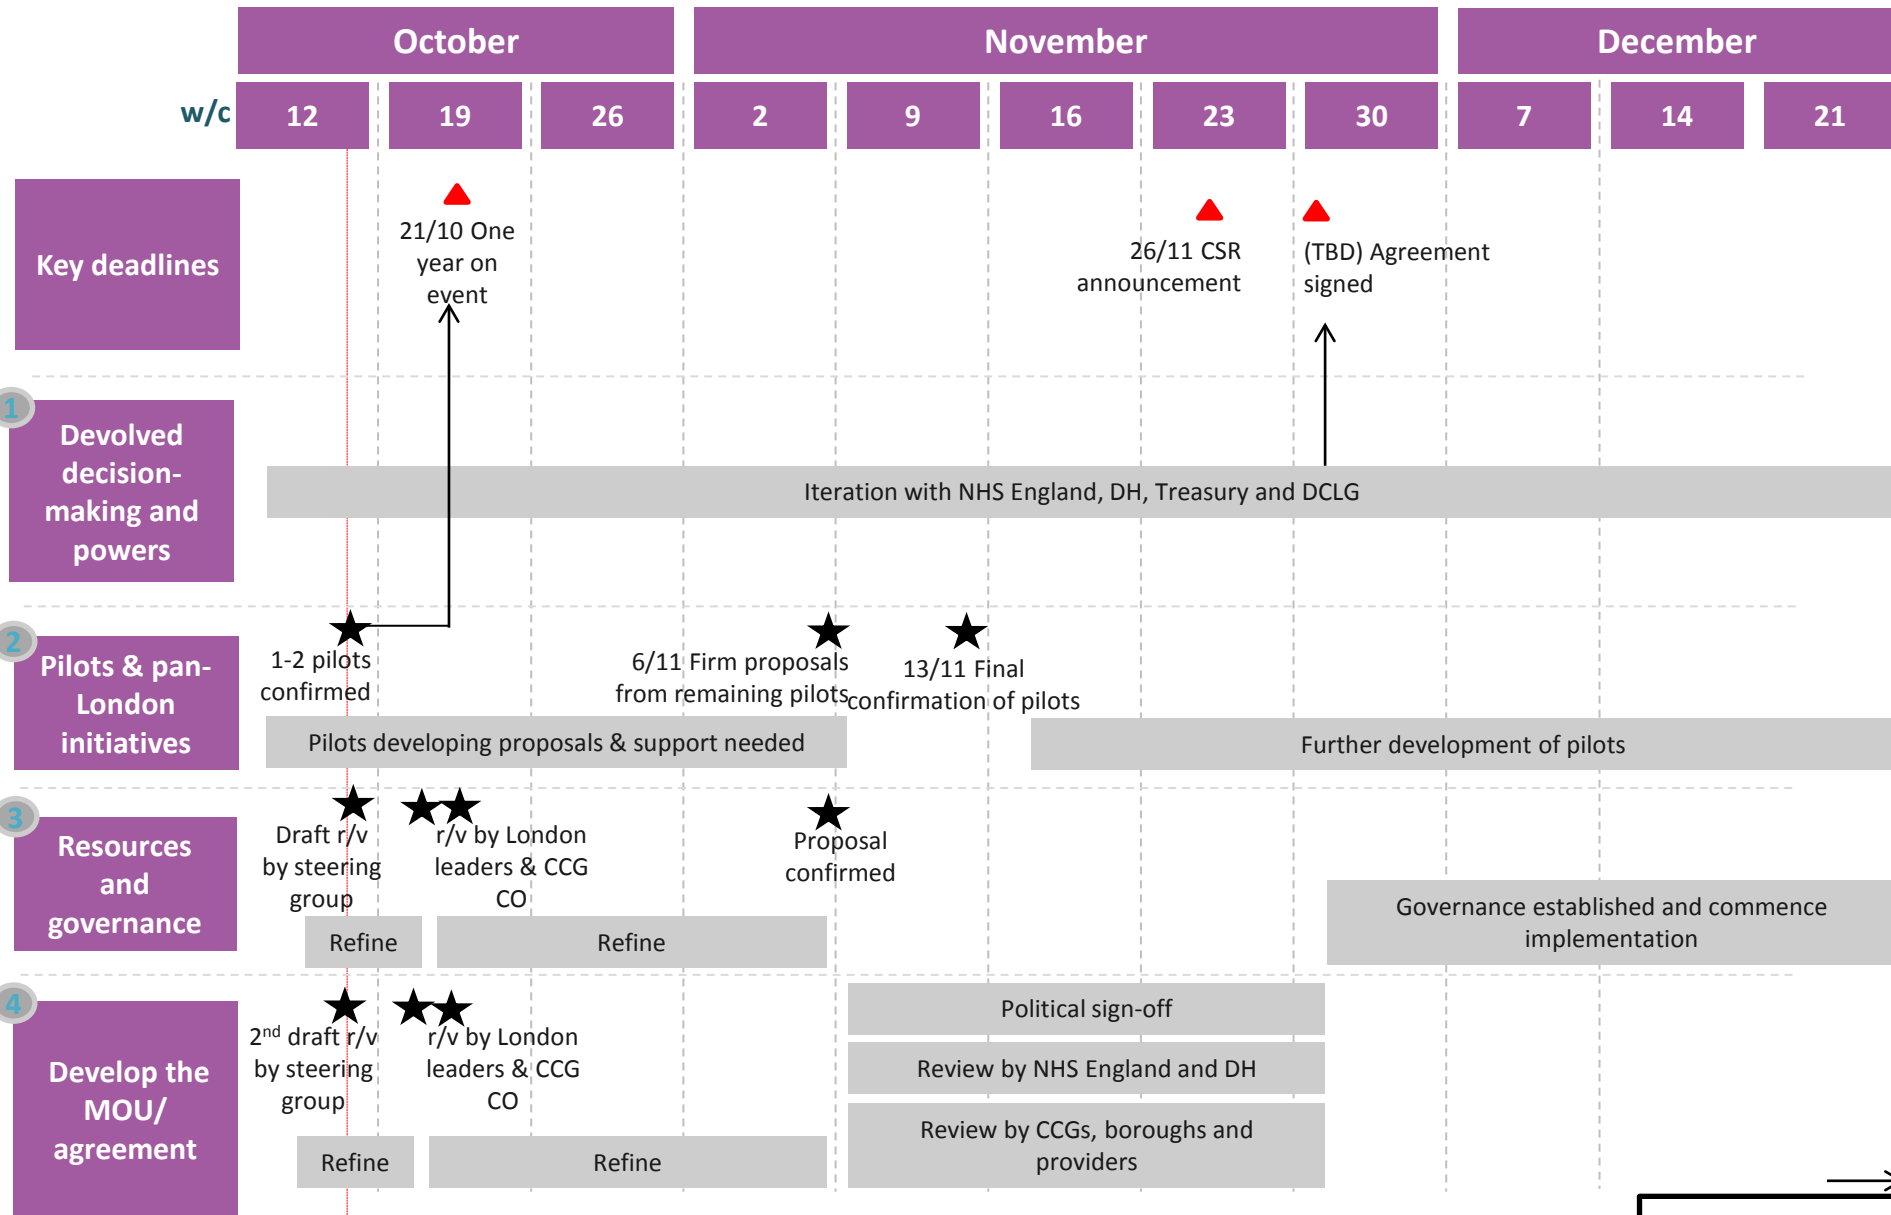 October
November
December
w/c
12
19
26
2
9
16
23
30
7
14
21
Key deadlines
21/10 One
year on
event
26/11 CSR
announcement
(TBD) Agreement
signed
1
Devolved
decision-
making and
powers
Iteration with NHS England, DH, Treasury and DCLG
2
Pilots & pan-
London
initiatives
1-2 pilots
confirmed
6/11 Firm proposals
from remaining pilots
13/11 Final
confirmation of pilots
Pilots developing proposals & support needed
Further development of pilots
3
Resources
and
governance
Draft r/v
by steering
group
r/v by London
leaders & CCG
CO
Proposal
confirmed
Refine
Refine
Governance established and commence
implementation
4
Develop the
MOU/
agreement
2nd draft r/v
by steering
group
r/v by London
leaders & CCG
CO
Refine
Refine
Political sign-off
Review by NHS England and DH
Review by CCGs, boroughs and
providers